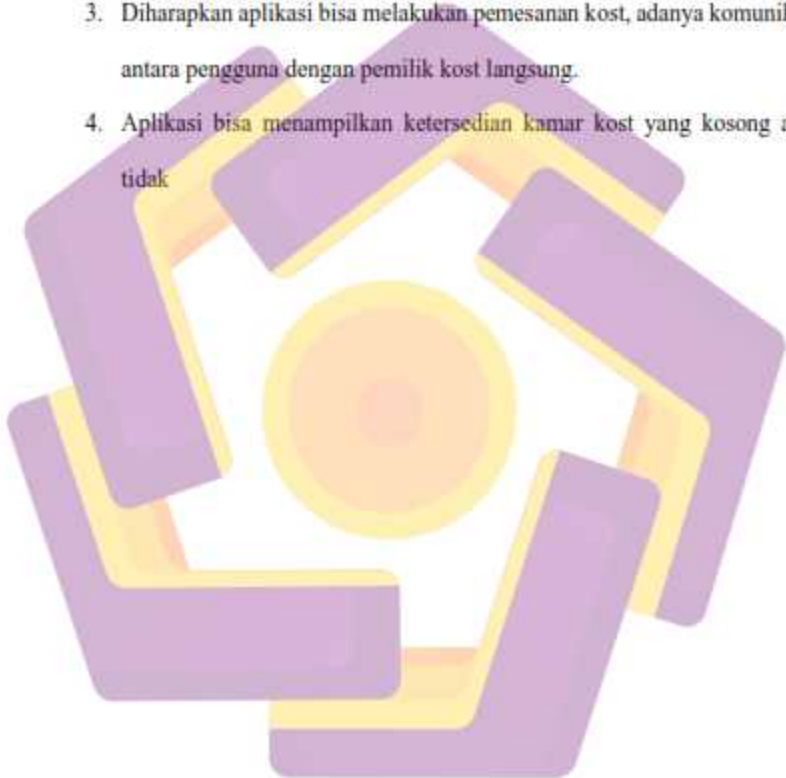 3. Diharapkan aplikasi bisa melakukan pemesanan kost, adanya
antara pengguna dengan pemilik kost langsung.
4. Aplikasi bisa menampilkan ketersedian kamar kost yang kosong
tidak